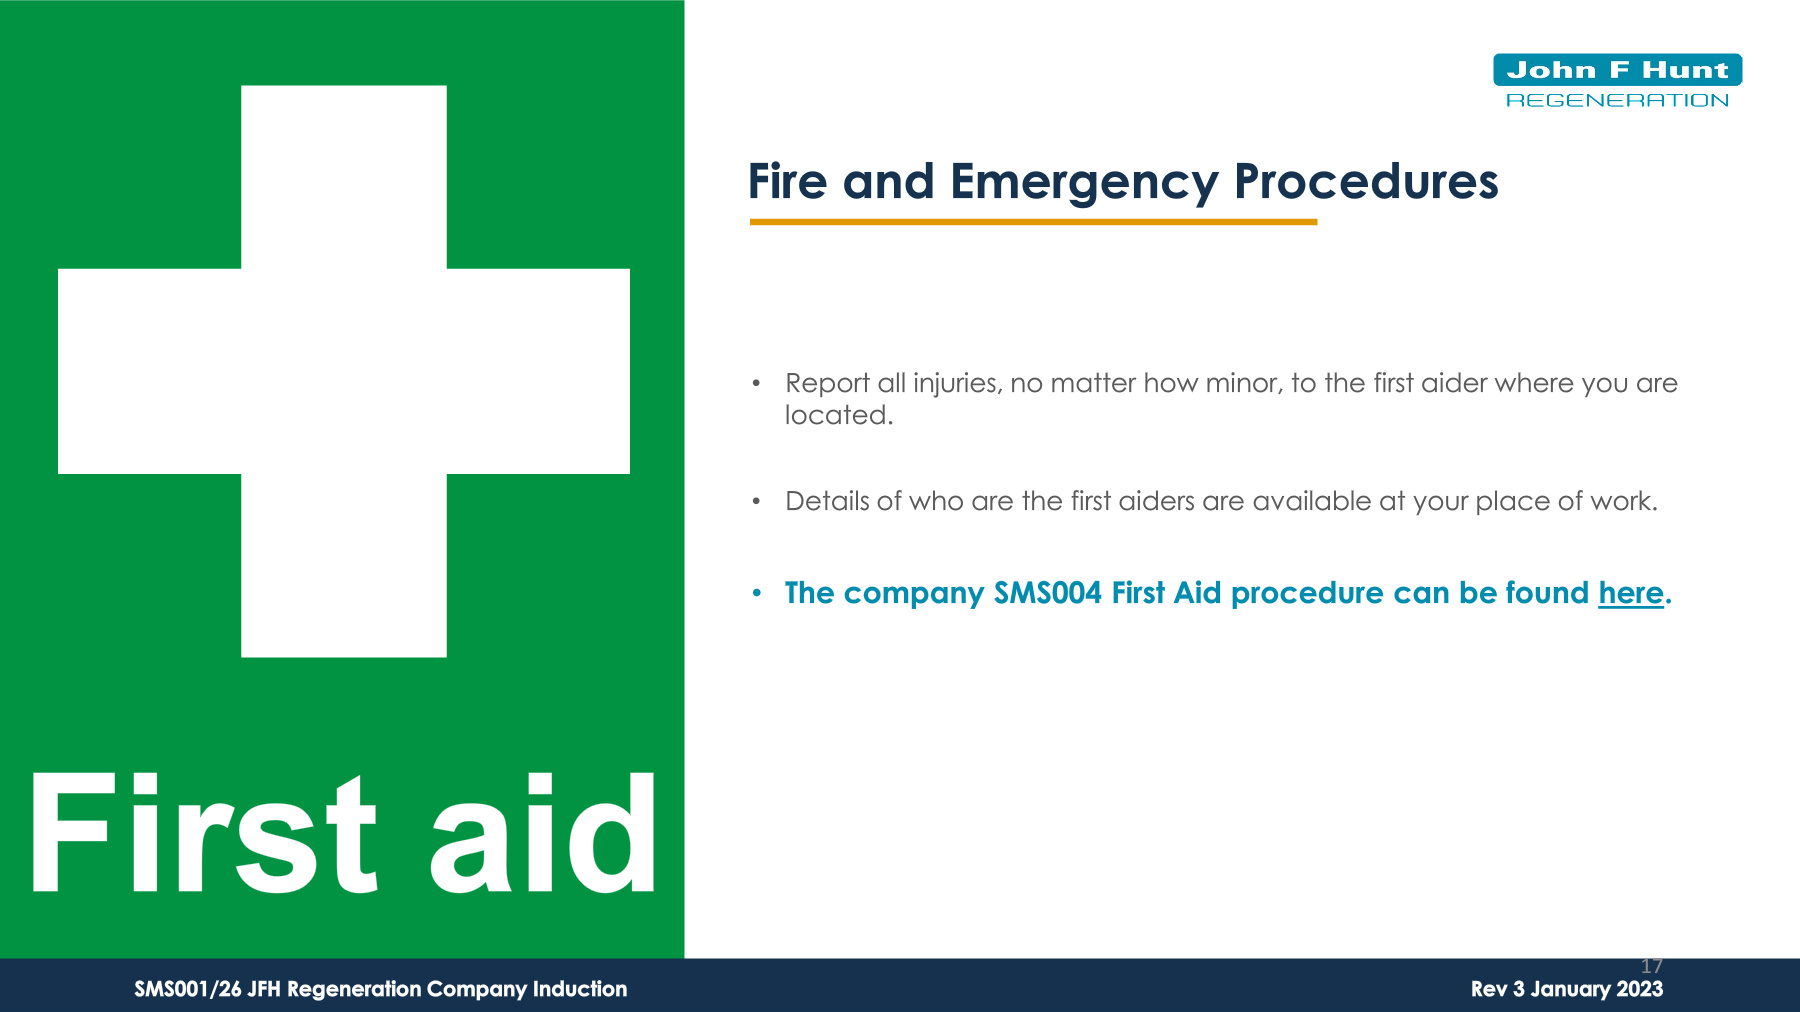 John F Hunt
REGENERATION
Fire and Emergency Procedures
• Report all injuries, no matter how minor, to the first aider where you are
located.
• Details of who are the first aiders are available at your place of work.
• The company SMS004 First Aid procedure can be found here.
First aid
17
SMS001/26 JFH Regeneration Company Induction
Rev 3 January 2023